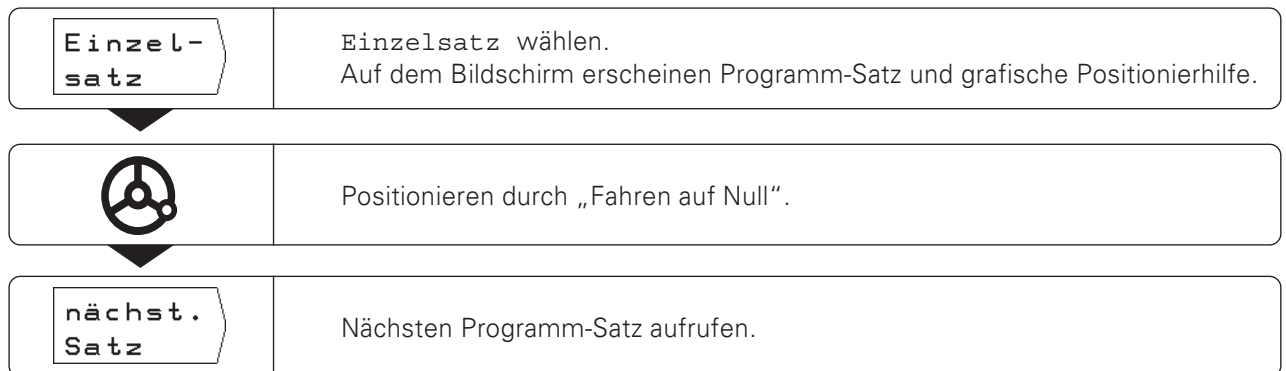 Einzel-
satz
Einzelsatz wählen.
Auf dem Bildschirm erscheinen Programm-Satz und grafische Positionierhilfe.
Positionieren durch „Fahren auf Null“.
nächst.
Satz
Nächsten Programm-Satz aufrufen.